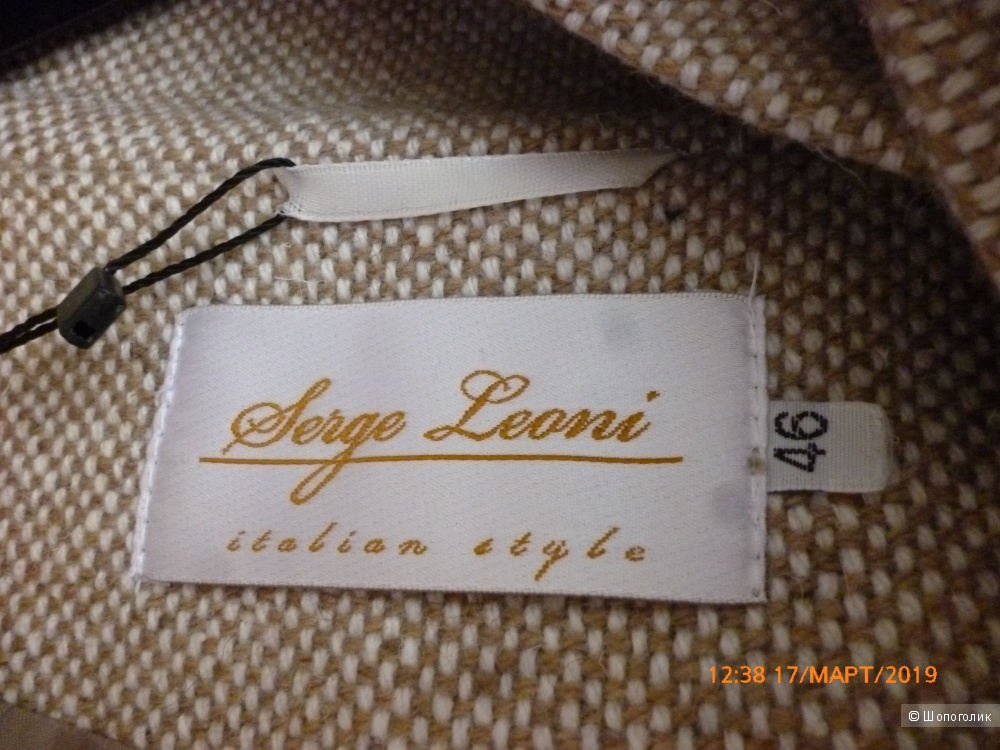 Serge Leoni
italian style
46
12:38 17/МАРТ/2019
© Шопоголик